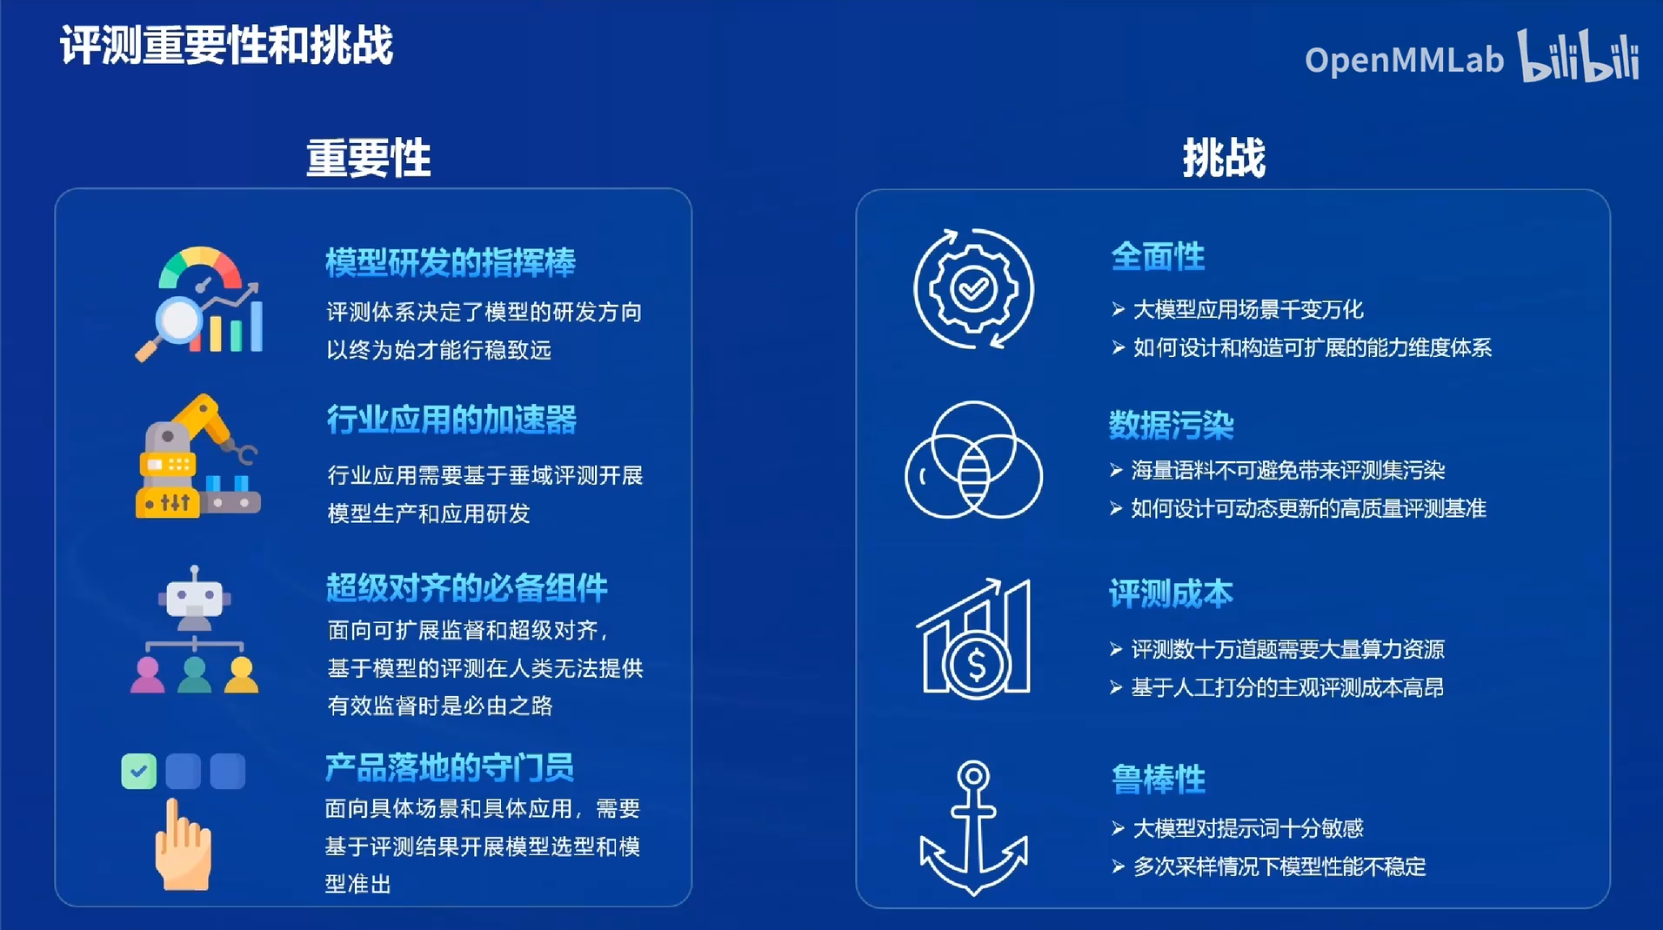 评测重要性和挑战
OpenMMLab bilibili
重要性
模型研发的指挥棒
评测体系决定了模型的研发方向
以终为始才能行稳致远
行业应用的加速器
行业应用需要基于垂域评测开展
模型生产和应用研发
超级对齐的必备组件
面向可扩展监督和超级对齐，
基于模型的评测在人类无法提供
有效监督时是必由之路
产品落地的守门员
面向具体场景和具体应用，需要
基于评测结果开展模型选型和模
型准出
挑战
全面性
➢ 大模型应用场景千变万化
➢ 如何设计和构造可扩展的能力维度体系
数据污染
➢ 海量语料不可避免带来评测集污染
➢ 如何设计可动态更新的高质量评测基准
评测成本
➢ 评测数十万道题需要大量算力资源
➢ 基于人工打分的主观评测成本高昂
$
鲁棒性
➢ 大模型对提示词十分敏感
➢ 多次采样情况下模型性能不稳定